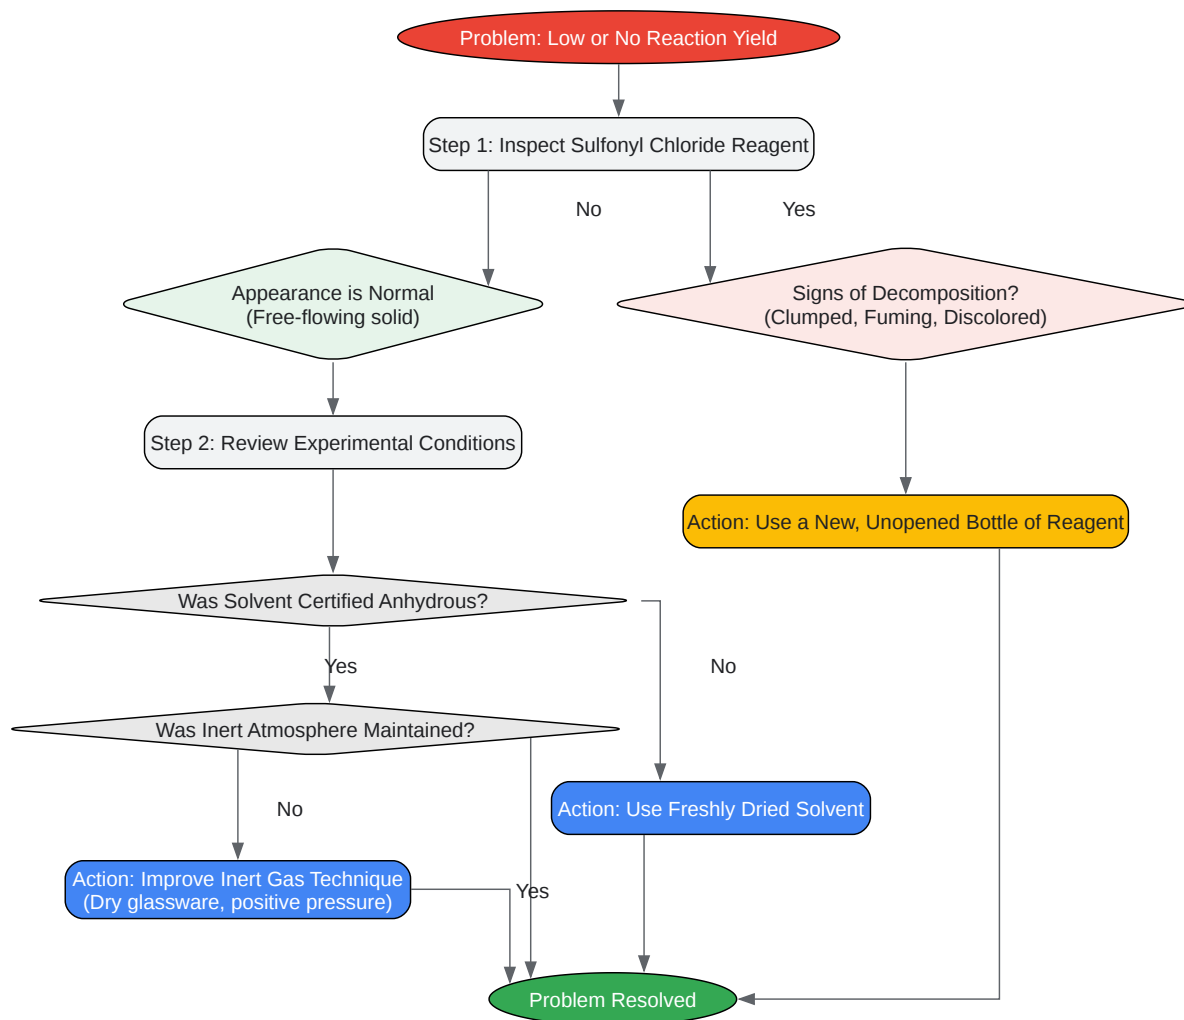 Problem: Low or No Reaction Yield
Step 1: Inspect Sulfonyl Chloride Reagent
No
Yes
Appearance is Normal
(Free-flowing solid)
Signs of Decomposition?
(Clumped, Fuming, Discolored)
Step 2: Review Experimental Conditions
Action: Use a New, Unopened Bottle of Reagent
Was Solvent Certified Anhydrous?
Yes
No
Was Inert Atmosphere Maintained?
No
Action: Use Freshly Dried Solvent
Action: Improve Inert Gas Technique
(Dry glassware, positive pressure)
Yes
Problem Resolved